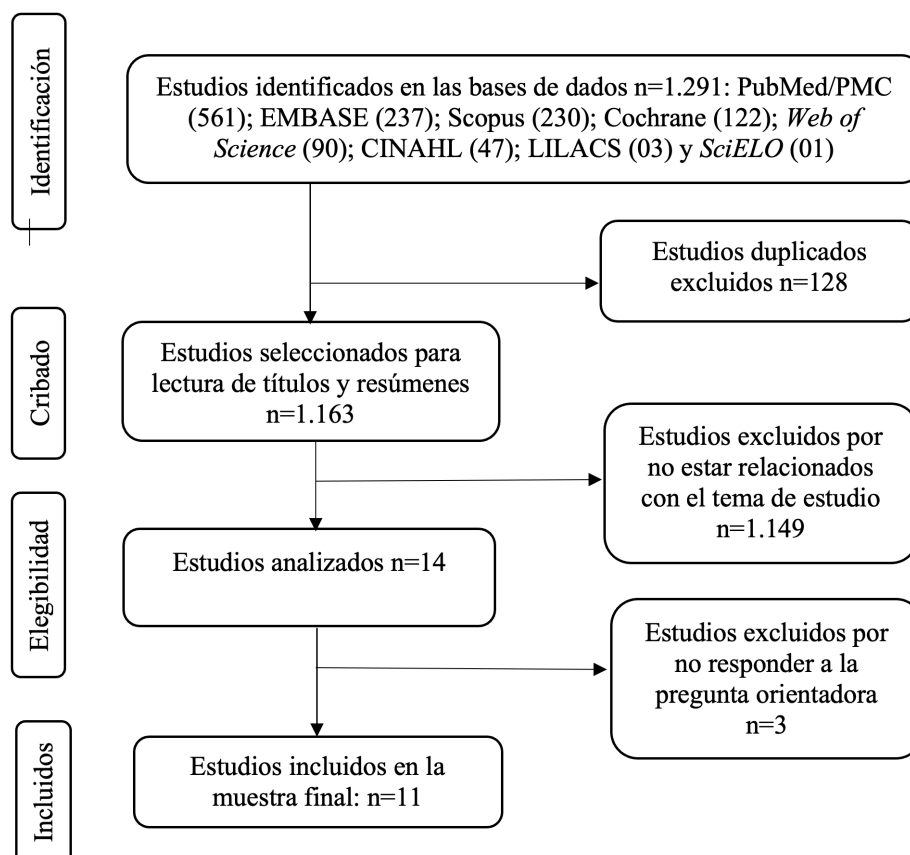 Identificación
Estudios identificados en las bases de dados n=1.291: PubMed/PMC
(561); EMBASE (237); Scopus (230); Cochrane (122); Web of
Science (90); CINAHL (47); LILACS (03) y SciELO (01)
Estudios duplicados
excluidos n=128
Cribado
Estudios seleccionados para
lectura de títulos y resúmenes
n=1.163
Estudios excluidos por
no estar relacionados
con el tema de estudio
n=1.149
Elegibilidad
Estudios analizados n=14
Estudios excluidos por
no responder a la
pregunta orientadora
n=3
Incluidos
Estudios incluidos en la
muestra final: n=11